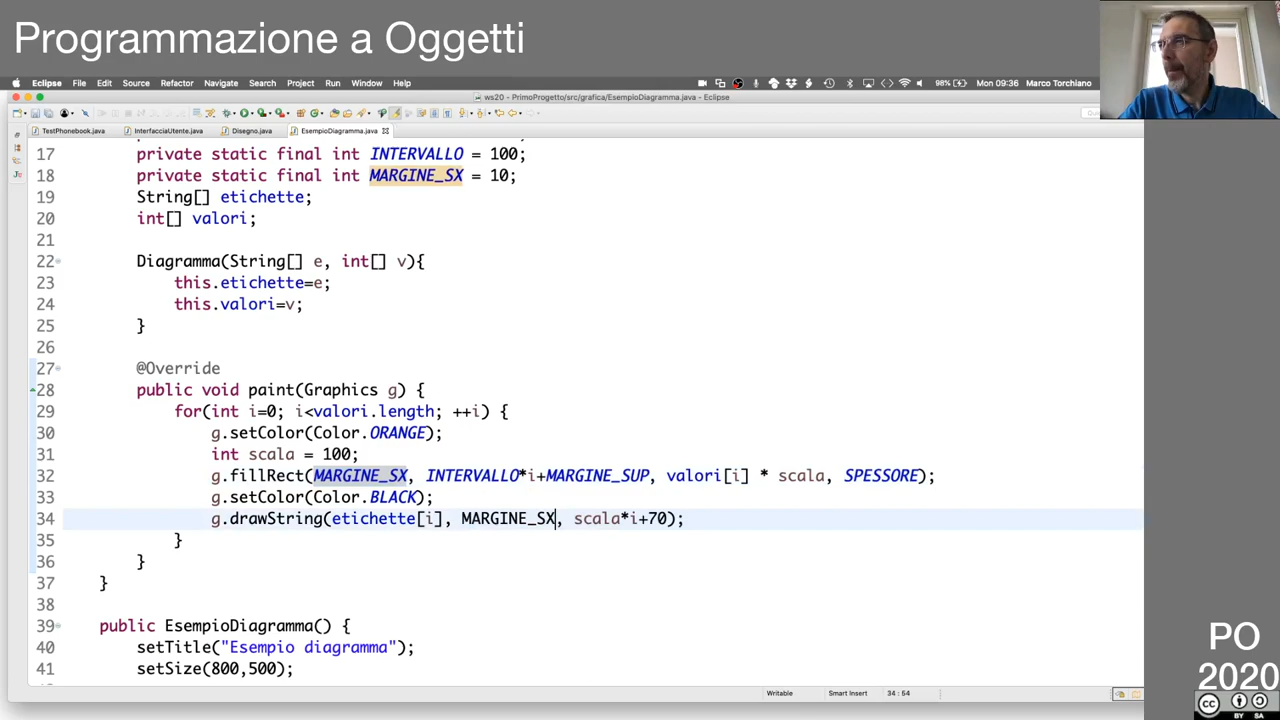 Programmazione a Oggetti
Eclipse File Edit Source Refactor Navigate Search Project Run Window Help 98% Mon 09:36 Marco Torchiano
ws20 - PrimoProgetto/src/grafica/EsempioDiagramma.java - Eclipse
TestPhonebook.java InterfacciaUtente.java Disegno.java EsempioDiagramma.java
17 private static final int INTERVALLO = 100;
18 private static final int MARGINE_SX = 10;
19 String[] etichette;
20 int[] valori;
21
22 Diagramma(String[] e, int[] v){
23 this.etichette=e;
24 this.valori=v;
25 }
26
27 @Override
28 public void paint(Graphics g) {
29 for(int i=0; i<valori.length; ++i) {
30 g.setColor(Color.ORANGE);
31 int scala = 100;
32 g.fillRect(MARGINE_SX, INTERVALLO*i+MARGINE_SUP, valori[i] * scala, SPESSORE);
33 g.setColor(Color.BLACK);
34 g.drawString(etichette[i], MARGINE_SX, scala*i+70);
35 }
36 }
37 }
38
39 public EsempioDiagramma() {
40 setTitle("Esempio diagramma");
41 setSize(800,500);
Writable Smart Insert 34 : 54
PO
2020
cc BY SA